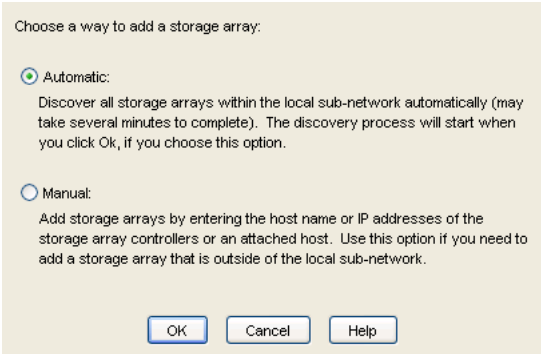 Choose a way to add a storage array:
Automatic:
Discover all storage arrays within the local sub-network automatically (may
take several minutes to complete). The discovery process will start when
you click Ok, if you choose this option.
Manual:
Add storage arrays by entering the host name or IP addresses of the
storage array controllers or an attached host. Use this option if you need to
add a storage array that is outside of the local sub-network.
OK Cancel Help